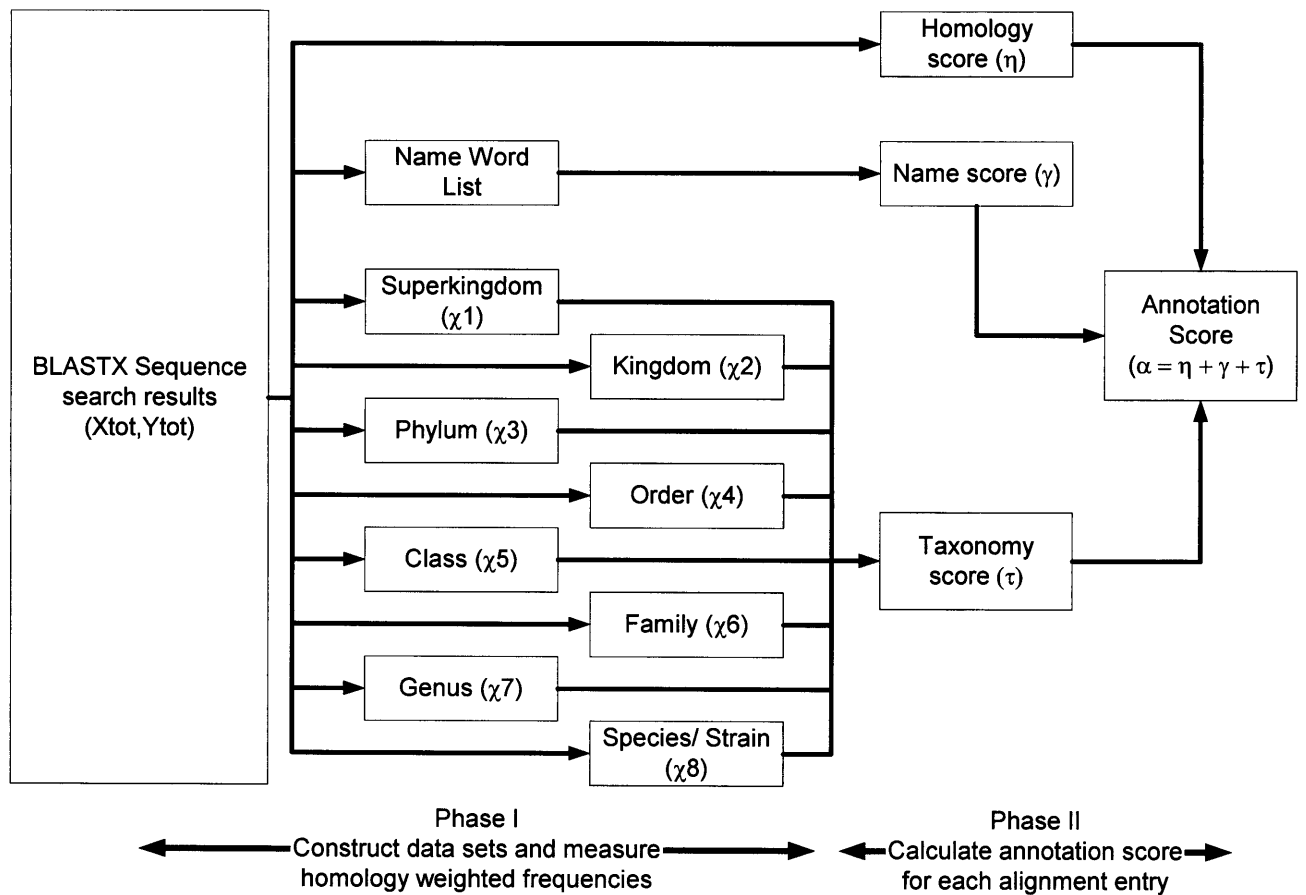 BLASTX Sequence
search results
(Xtot,Ytot)
Homology
score (η)
Name Word
List
Name score (γ)
Superkingdom
(χ1)
Kingdom (χ2)
Phylum (χ3)
Order (χ4)
Class (χ5)
Family (χ6)
Genus (χ7)
Species/ Strain
(χ8)
Taxonomy
score (τ)
Annotation
Score
(α = η + γ + τ)
Phase I
Construct data sets and measure
homology weighted frequencies
Phase II
Calculate annotation score
for each alignment entry